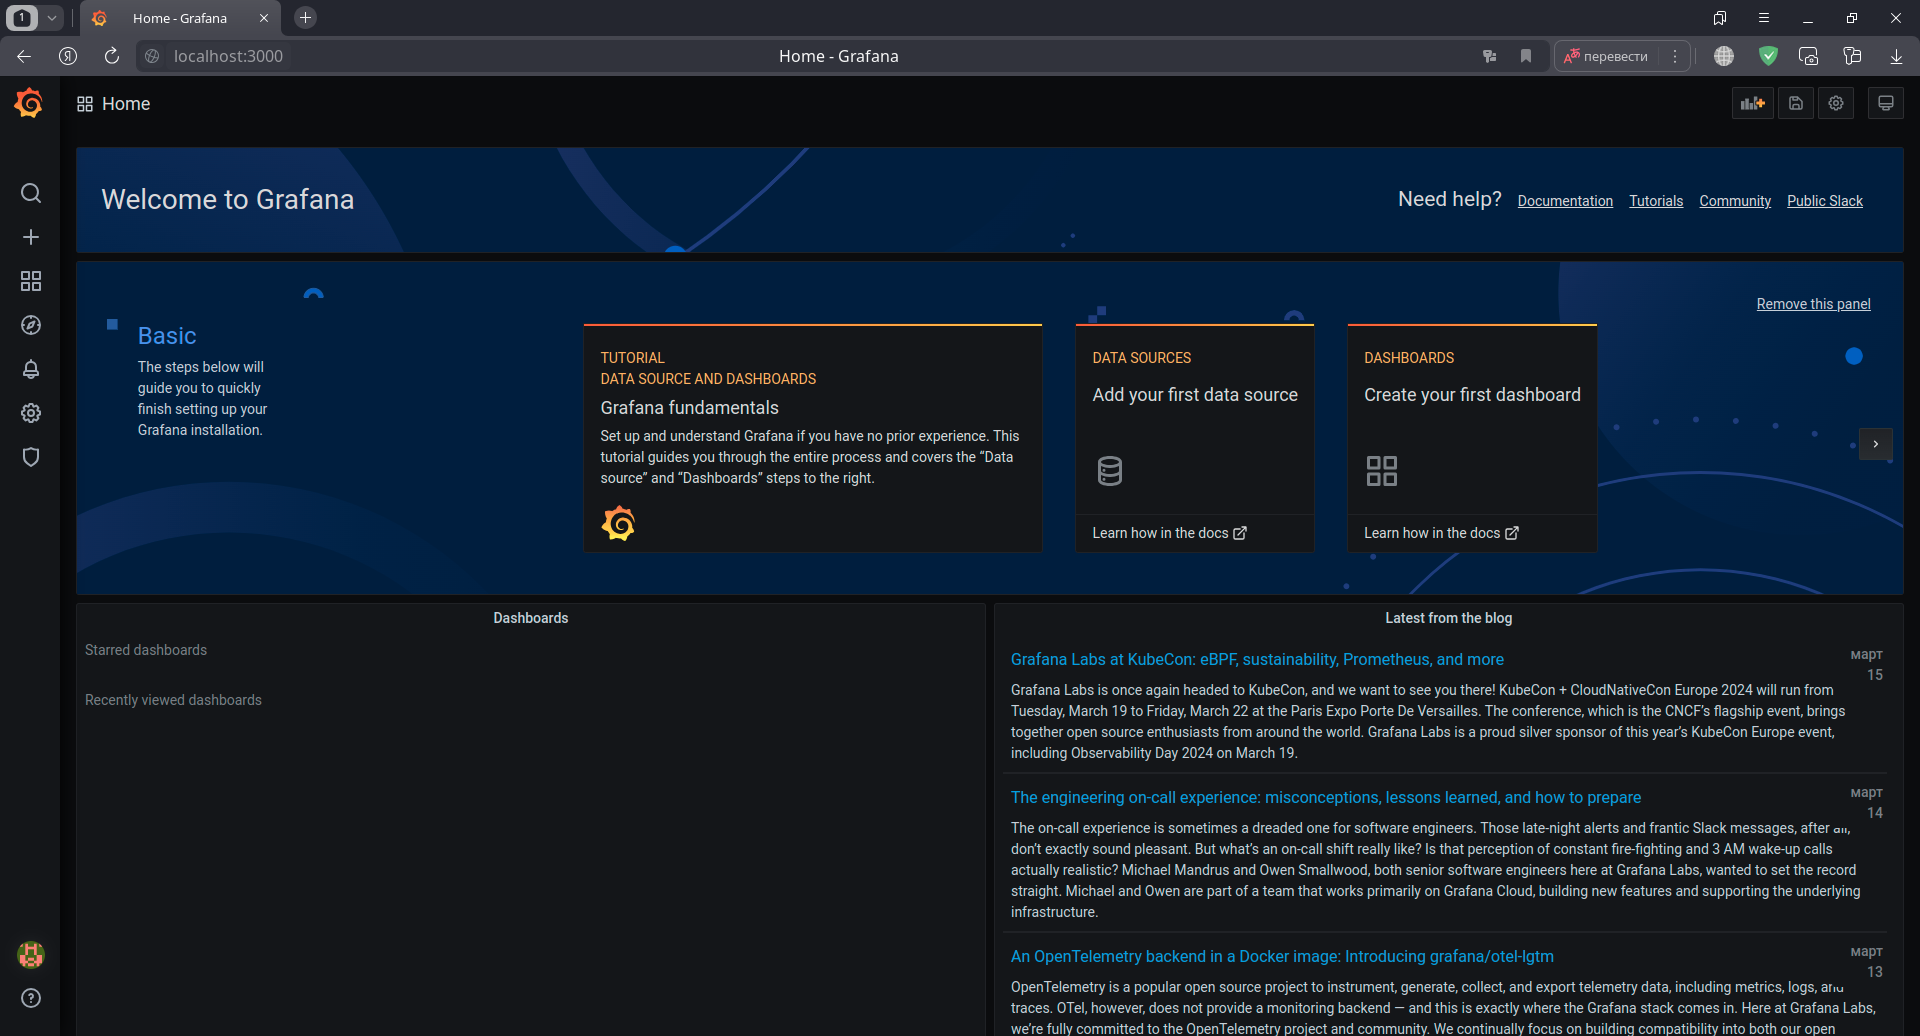 1
Home - Grafana
Я
localhost:3000
Home - Grafana
перевести
Home
Welcome to Grafana
Need help?
Documentation
Tutorials
Community
Public Slack
Remove this panel
Basic
The steps below will
guide you to quickly
finish setting up your
Grafana installation.
TUTORIAL
DATA SOURCE AND DASHBOARDS
Grafana fundamentals
Set up and understand Grafana if you have no prior experience. This
tutorial guides you through the entire process and covers the “Data
source” and “Dashboards” steps to the right.
DATA SOURCES
Add your first data source
Learn how in the docs
DASHBOARDS
Create your first dashboard
Learn how in the docs
Dashboards
Starred dashboards
Recently viewed dashboards
Latest from the blog
Grafana Labs at KubeCon: eBPF, sustainability, Prometheus, and more
март
15
Grafana Labs is once again headed to KubeCon, and we want to see you there! KubeCon + CloudNativeCon Europe 2024 will run from
Tuesday, March 19 to Friday, March 22 at the Paris Expo Porte De Versailles. The conference, which is the CNCF’s flagship event, brings
together open source enthusiasts from around the world. Grafana Labs is a proud silver sponsor of this year’s KubeCon Europe event,
including Observability Day 2024 on March 19.
The engineering on-call experience: misconceptions, lessons learned, and how to prepare
март
14
The on-call experience is sometimes a dreaded one for software engineers. Those late-night alerts and frantic Slack messages, after all,
don’t exactly sound pleasant. But what’s an on-call shift really like? Is that perception of constant fire-fighting and 3 AM wake-up calls
actually realistic? Michael Mandrus and Owen Smallwood, both senior software engineers here at Grafana Labs, wanted to set the record
straight. Michael and Owen are part of a team that works primarily on Grafana Cloud, building new features and supporting the underlying
infrastructure.
An OpenTelemetry backend in a Docker image: Introducing grafana/otel-lgtm
март
13
OpenTelemetry is a popular open source project to instrument, generate, collect, and export telemetry data, including metrics, logs, and
traces. OTel, however, does not provide a monitoring backend — and this is exactly where the Grafana stack comes in. Here at Grafana Labs,
we’re fully committed to the OpenTelemetry project and community. We continually focus on building compatibility into both our open